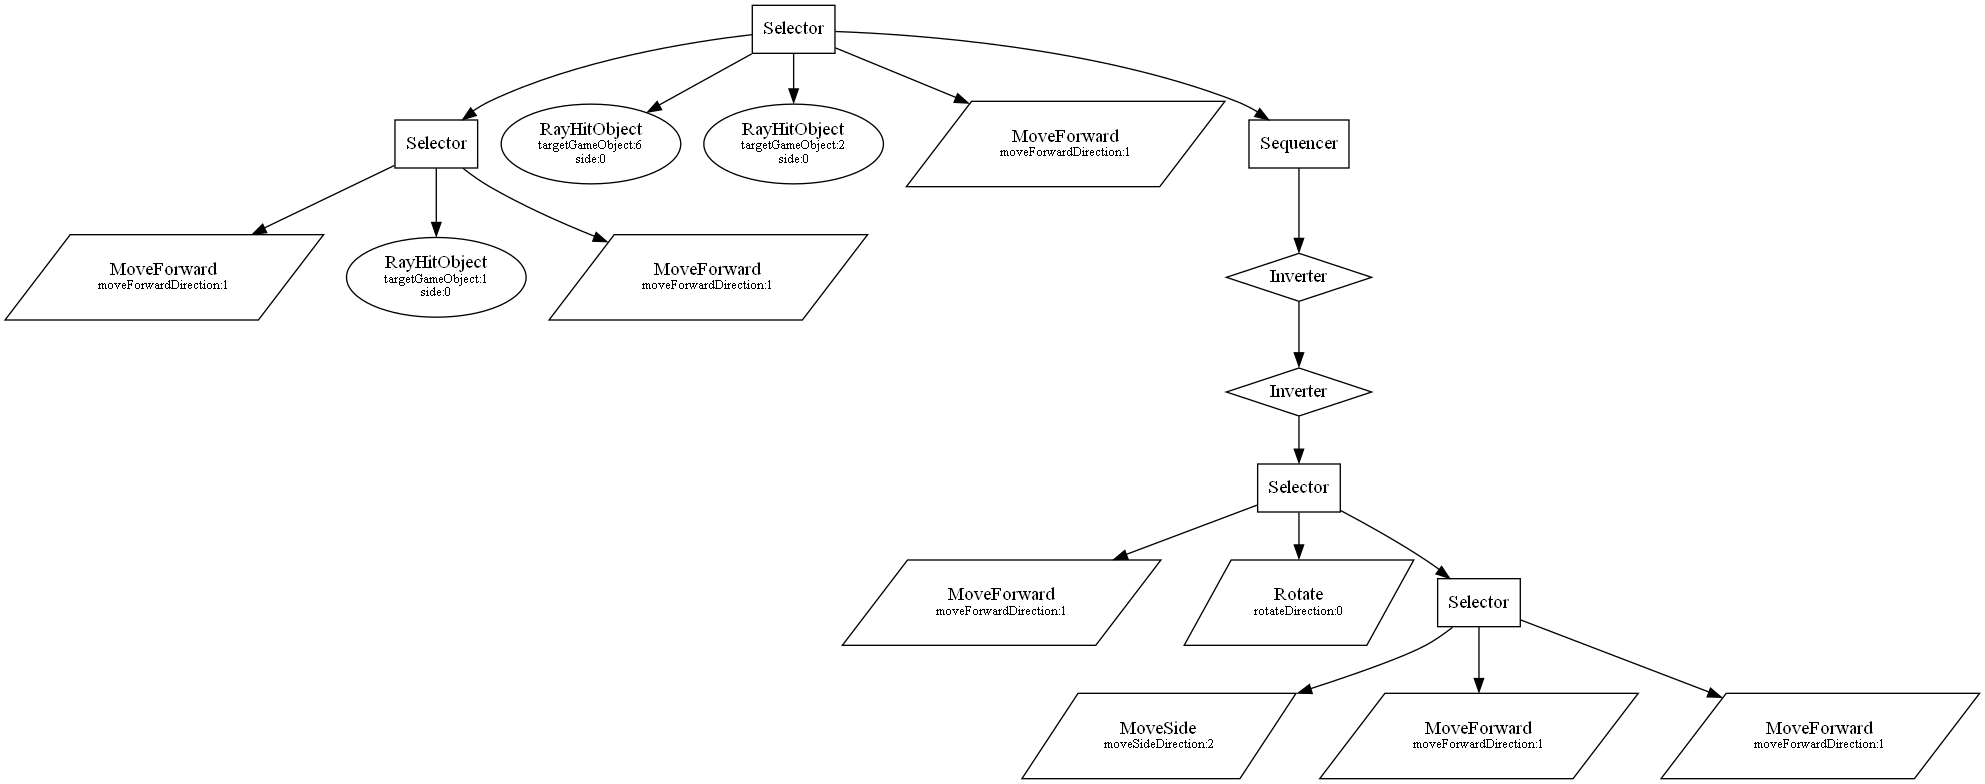 Selector
Selector
RayHitObject
targetGameObject:6
side:0
RayHitObject
targetGameObject:2
side:0
MoveForward
moveForwardDirection:1
Sequencer
MoveForward
moveForwardDirection:1
RayHitObject
targetGameObject:1
side:0
MoveForward
moveForwardDirection:1
Inverter
Inverter
Selector
MoveForward
moveForwardDirection:1
Rotate
rotateDirection:0
Selector
MoveSide
moveSideDirection:2
MoveForward
moveForwardDirection:1
MoveForward
moveForwardDirection:1